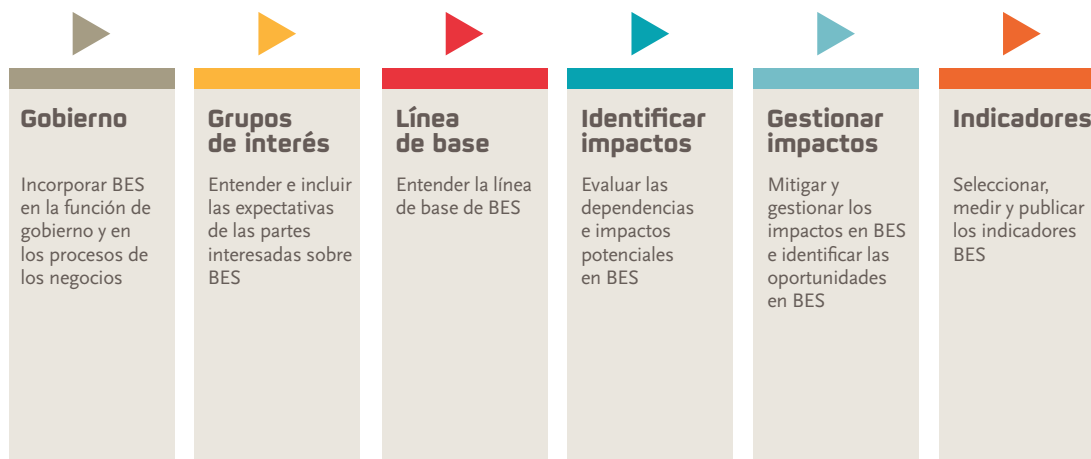 Gobierno
Incorporar BES
en la función de
gobierno y en
los procesos de
los negocios
Grupos
de interés
Entender e incluir
las expectativas
de las partes
interesadas sobre
BES
Línea
de base
Entender la línea
de base de BES
Identificar
impactos
Evaluar las
dependencias
e impactos
potenciales
en BES
Gestionar
impactos
Mitigar y
gestionar los
impactos en BES
e identificar las
oportunidades
en BES
Indicadores
Seleccionar,
medir y publicar
los indicadores
BES